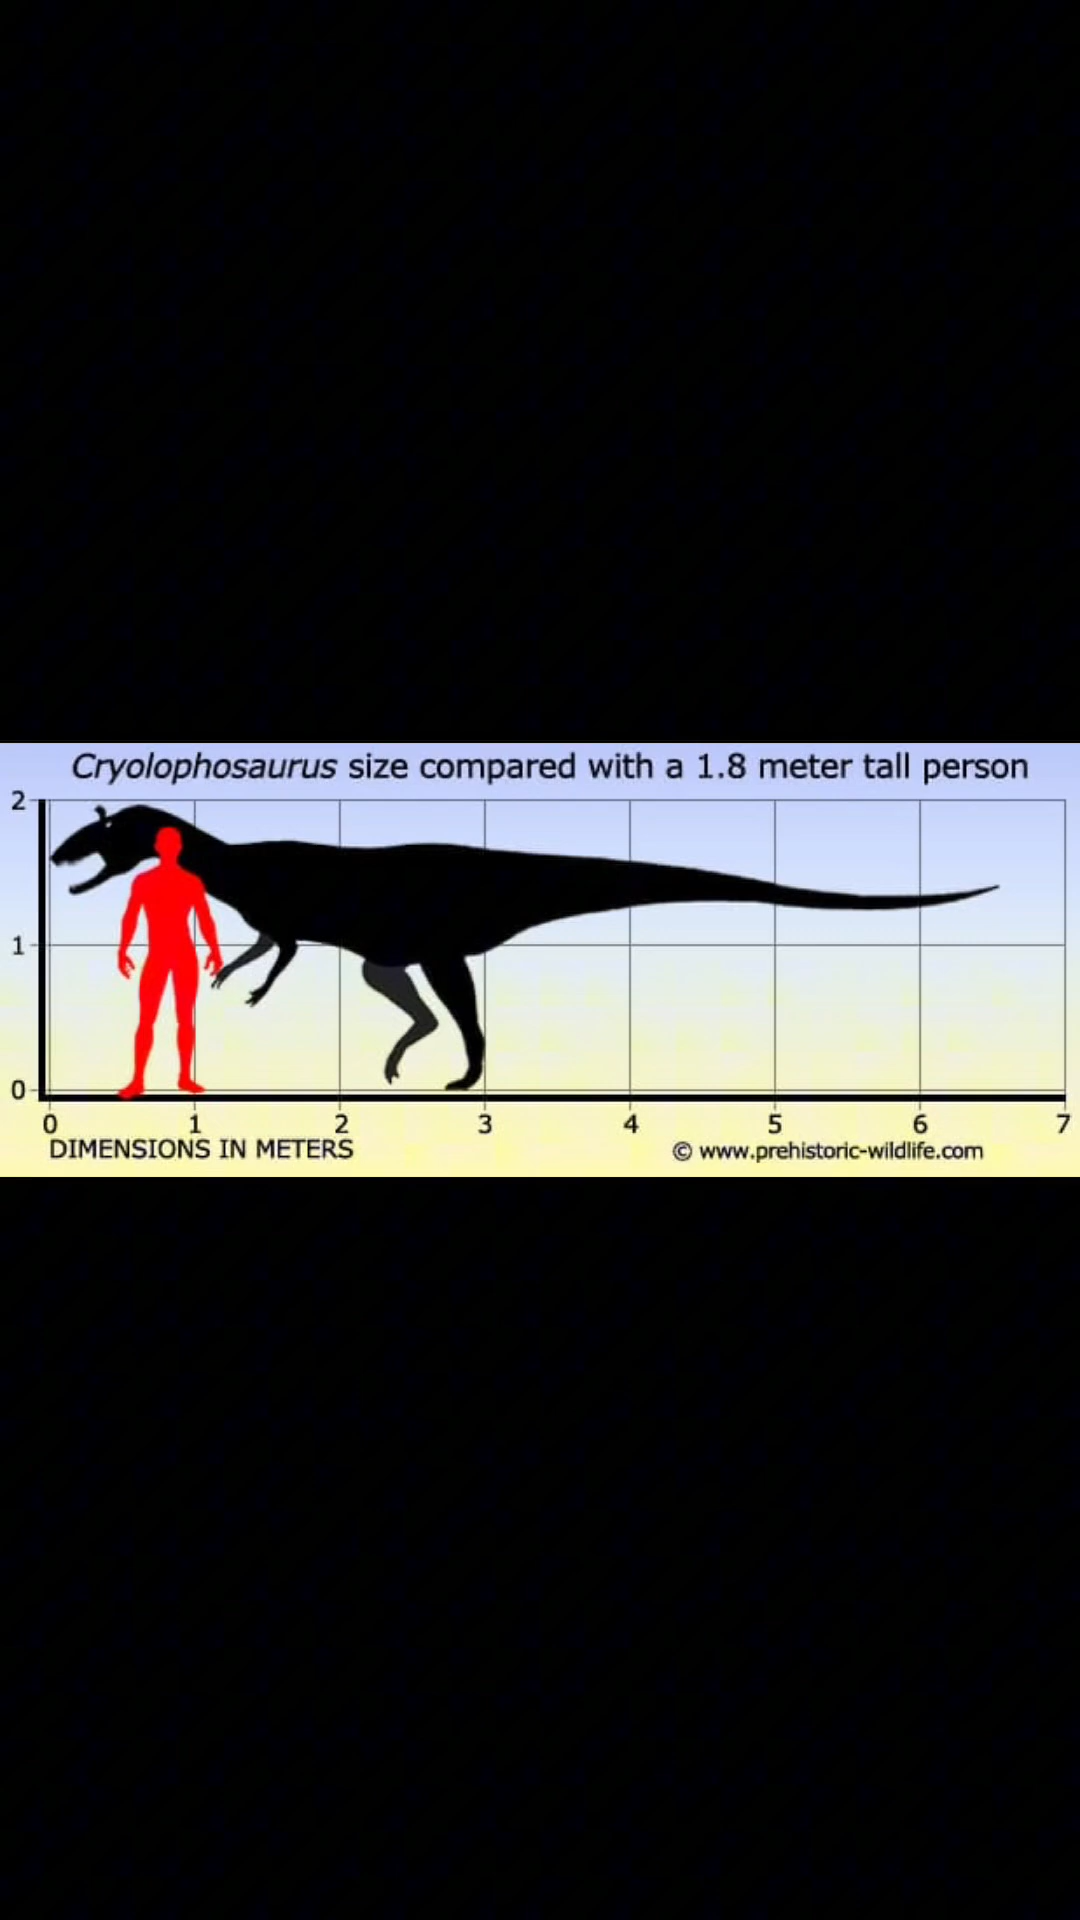 Cryolophosaurus size compared with a 1.8 meter tall person
2
1
0
0 1 2 3 4 5 6 7
DIMENSIONS IN METERS
© www.prehistoric-wildlife.com